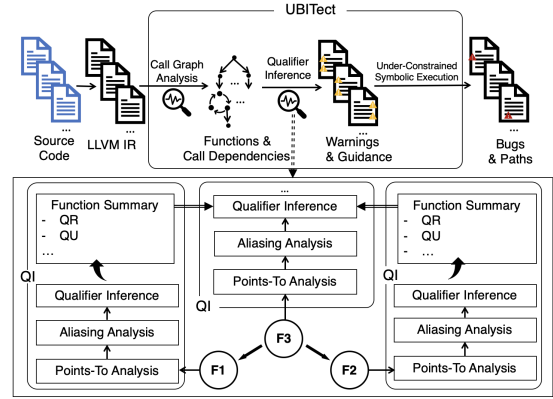 UBITect
Call Graph
Analysis
Qualifier
Inference
Under-Constrained
Symbolic Execution
...
...
...
...
...
...
Source
Code
LLVM IR
Functions &
Call Dependencies
Warnings
& Guidance
Bugs
& Paths
Function Summary
- QR
- QU
...
QI
Qualifier Inference
Aliasing Analysis
Points-To Analysis
...
Qualifier Inference
Aliasing Analysis
Points-To Analysis
QI
Function Summary
- QR
- QU
- ...
QI
Qualifier Inference
Aliasing Analysis
Points-To Analysis
F3
F1
F2